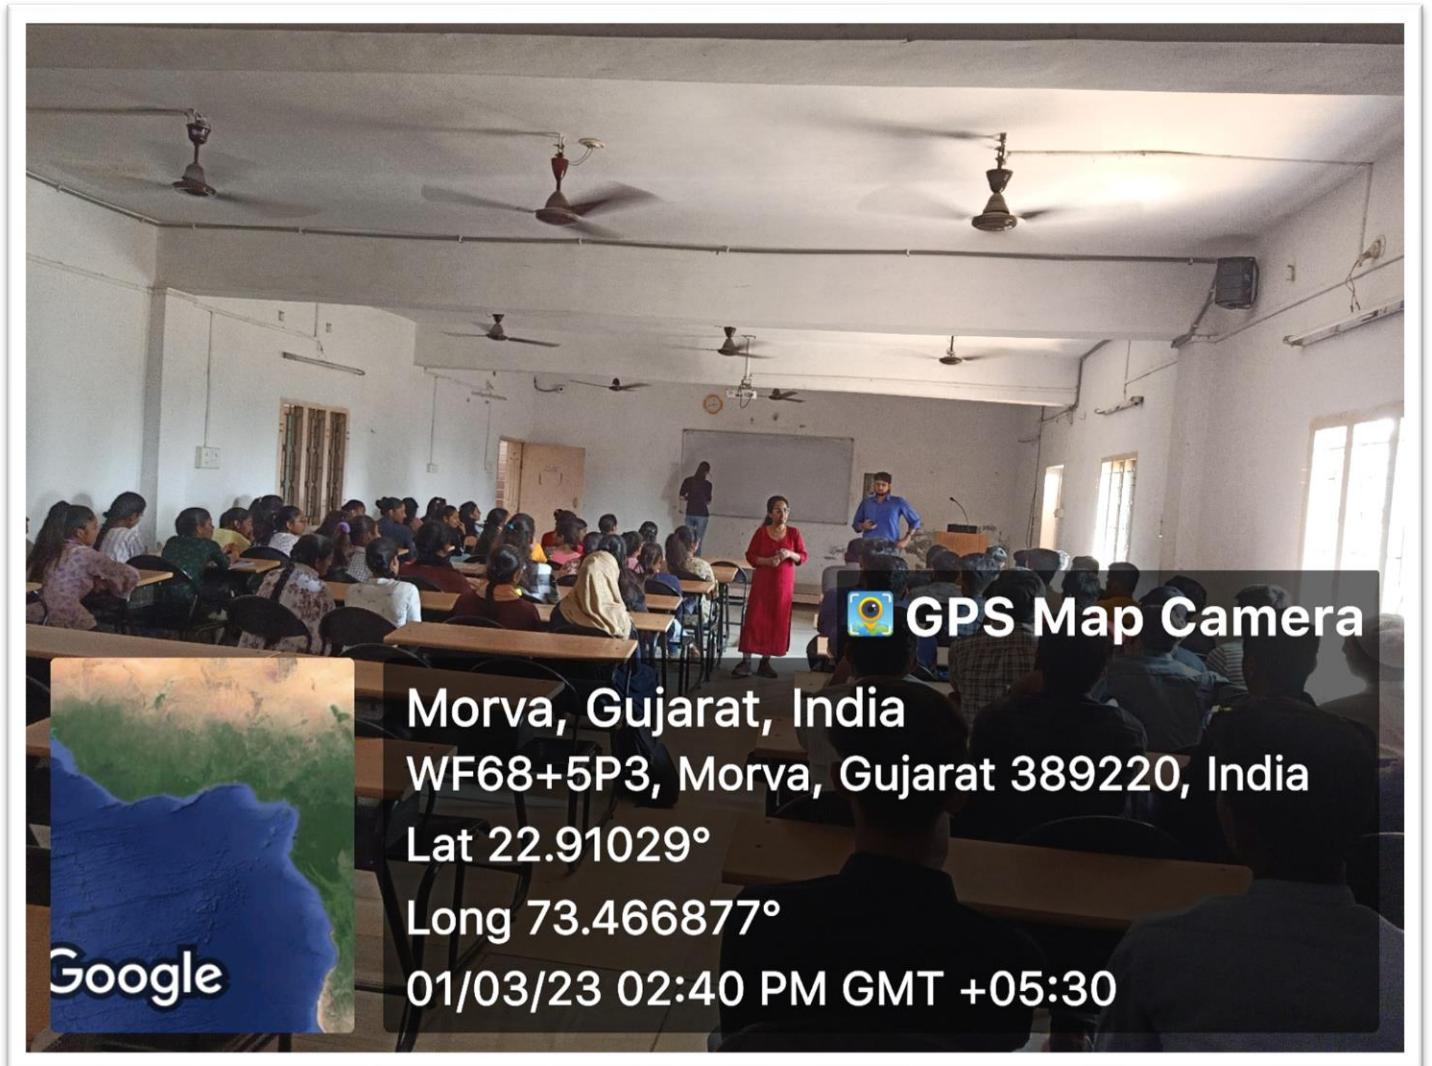 GPS Map Camera
Morva, Gujarat, India
WF68+5P3, Morva, Gujarat 389220, India
Lat 22.91029°
Long 73.466877°
01/03/23 02:40 PM GMT +05:30
Google